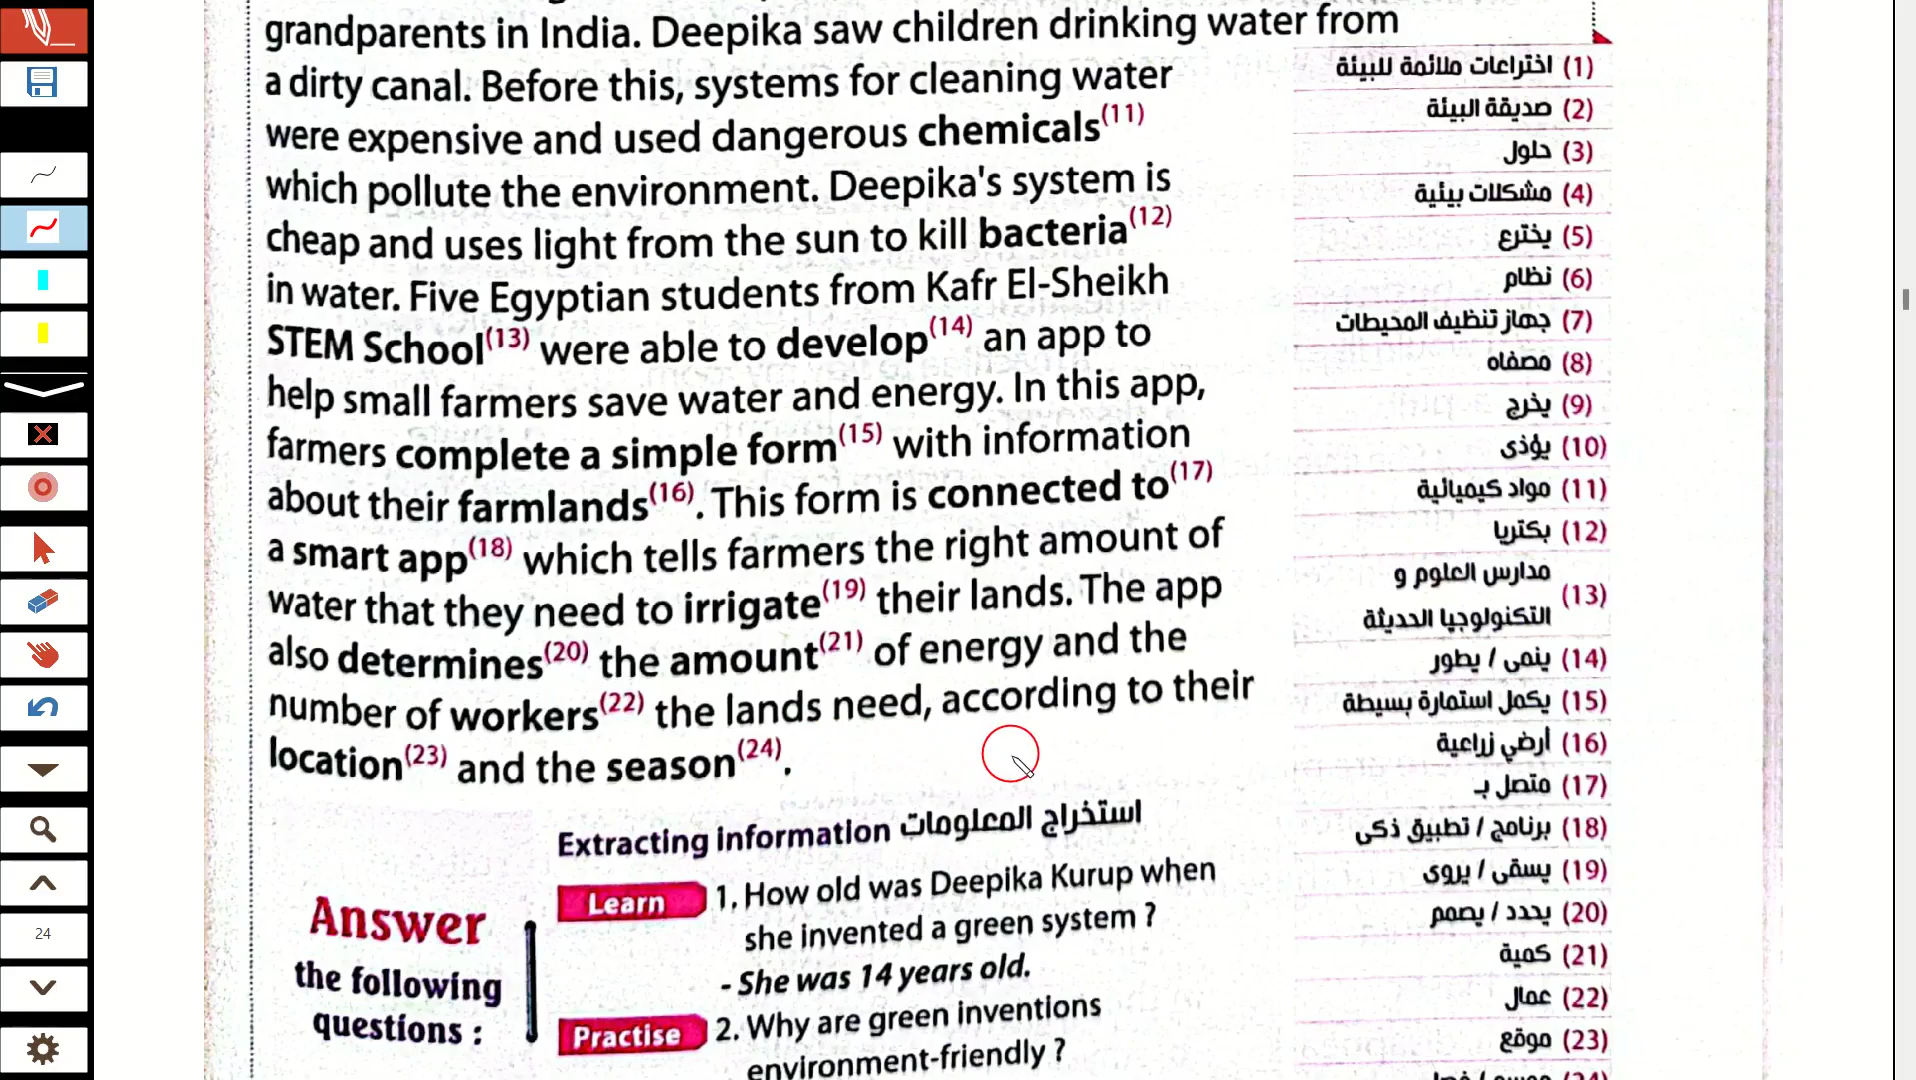 grandparents in India. Deepika saw children drinking water from
a dirty canal. Before this, systems for cleaning water
were expensive and used dangerous chemicals(11)
which pollute the environment. Deepika's system is
cheap and uses light from the sun to kill bacteria(12)
in water. Five Egyptian students from Kafr El-Sheikh
STEM School(13) were able to develop(14) an app to
help small farmers save water and energy. In this app,
farmers complete a simple form(15) with information
about their farmlands(16). This form is connected to(17)
a smart app(18) which tells farmers the right amount of
water that they need to irrigate(19) their lands. The app
also determines(20) the amount(21) of energy and the
number of workers(22) the lands need, according to their
location(23) and the season(24).
(1) اختراعات ملائمة للبيئة
(2) صديقة البيئة
(3) حلول
(4) مشكلات بيئية
(5) يخترع
(6) نظام
(7) جهاز تنظيف المحيطات
(8) مصفاه
(9) يخرج
(10) يؤذى
(11) مواد كيميائية
(12) بكتريا
(13) مدارس العلوم و
التكنولوجيا الحديثة
(14) ينمى / يطور
(15) يكمل استمارة بسيطة
(16) أرضي زراعية
(17) متصل بـ
(18) برنامج / تطبيق ذكى
(19) يسقى / يروى
(20) يحدد / يصمم
(21) كمية
(22) عمال
(23) موقع
Extracting information استخراج المعلومات
Answer
the following
questions :
Learn 1. How old was Deepika Kurup when
she invented a green system ?
- She was 14 years old.
Practise 2. Why are green inventions
environment-friendly ?
24